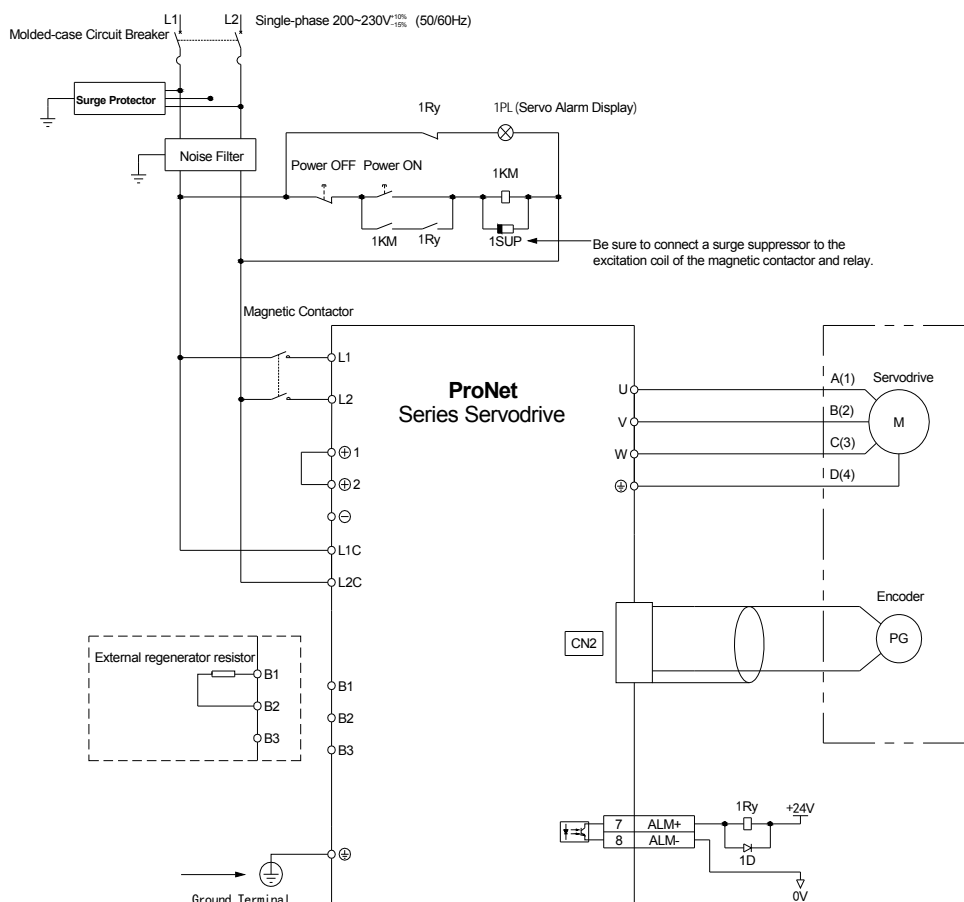 L1 L2 Single-phase 200~230V +10% -15% (50/60Hz)
Molded-case Circuit Breaker
Surge Protector
1Ry 1PL (Servo Alarm Display)
Noise Filter
Power OFF Power ON 1KM
1KM 1Ry 1SUP
Be sure to connect a surge suppressor to the
excitation coil of the magnetic contactor and relay.
Magnetic Contactor
L1
L2
⊕1
⊕2
⊖
L1C
L2C
ProNet
Series Servodrive
U
V
W
A(1)
B(2)
C(3)
D(4)
Servodrive
M
Encoder
PG
CN2
External regenerator resistor
B1
B2
B3
B1
B2
B3
7 ALM+
8 ALM-
1Ry +24V
1D
0V
Ground Terminal